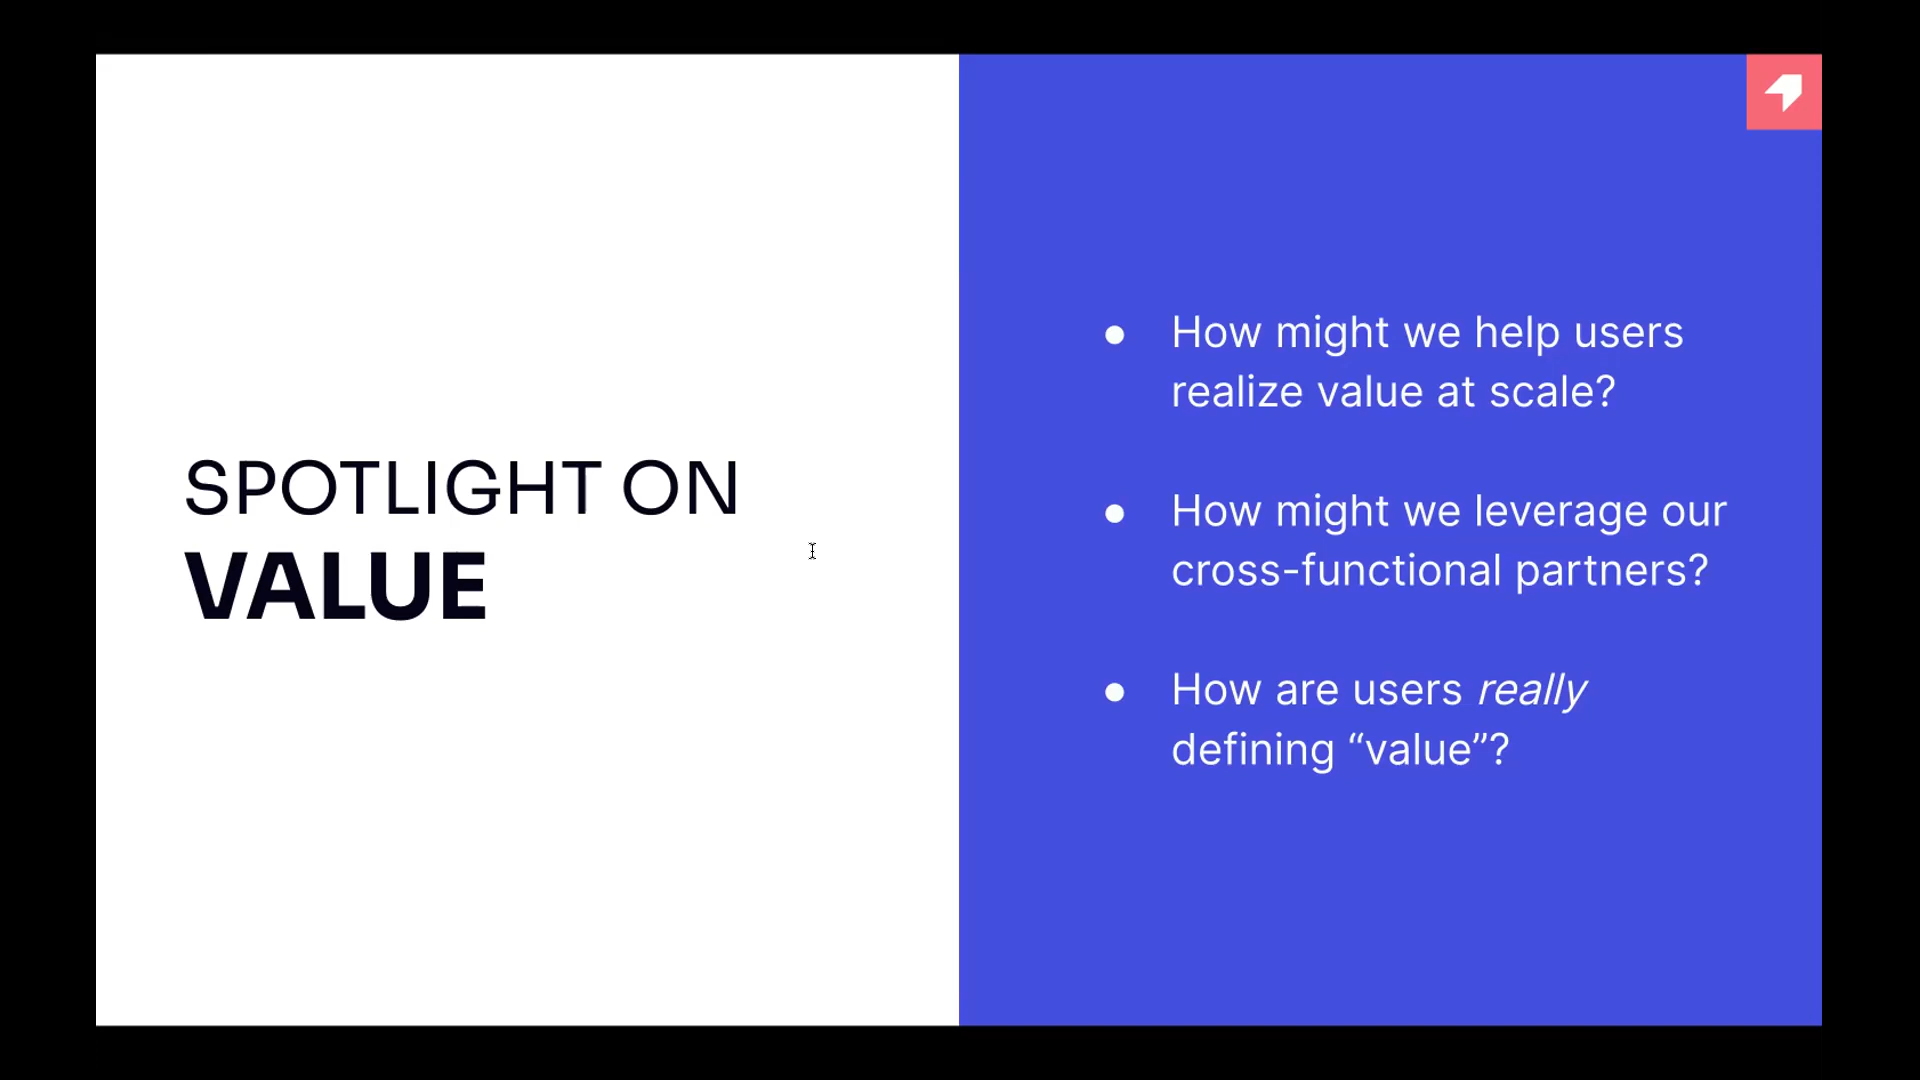 SPOTLIGHT ON
VALUE
● How might we help users
realize value at scale?
● How might we leverage our
cross-functional partners?
● How are users really
defining “value”?